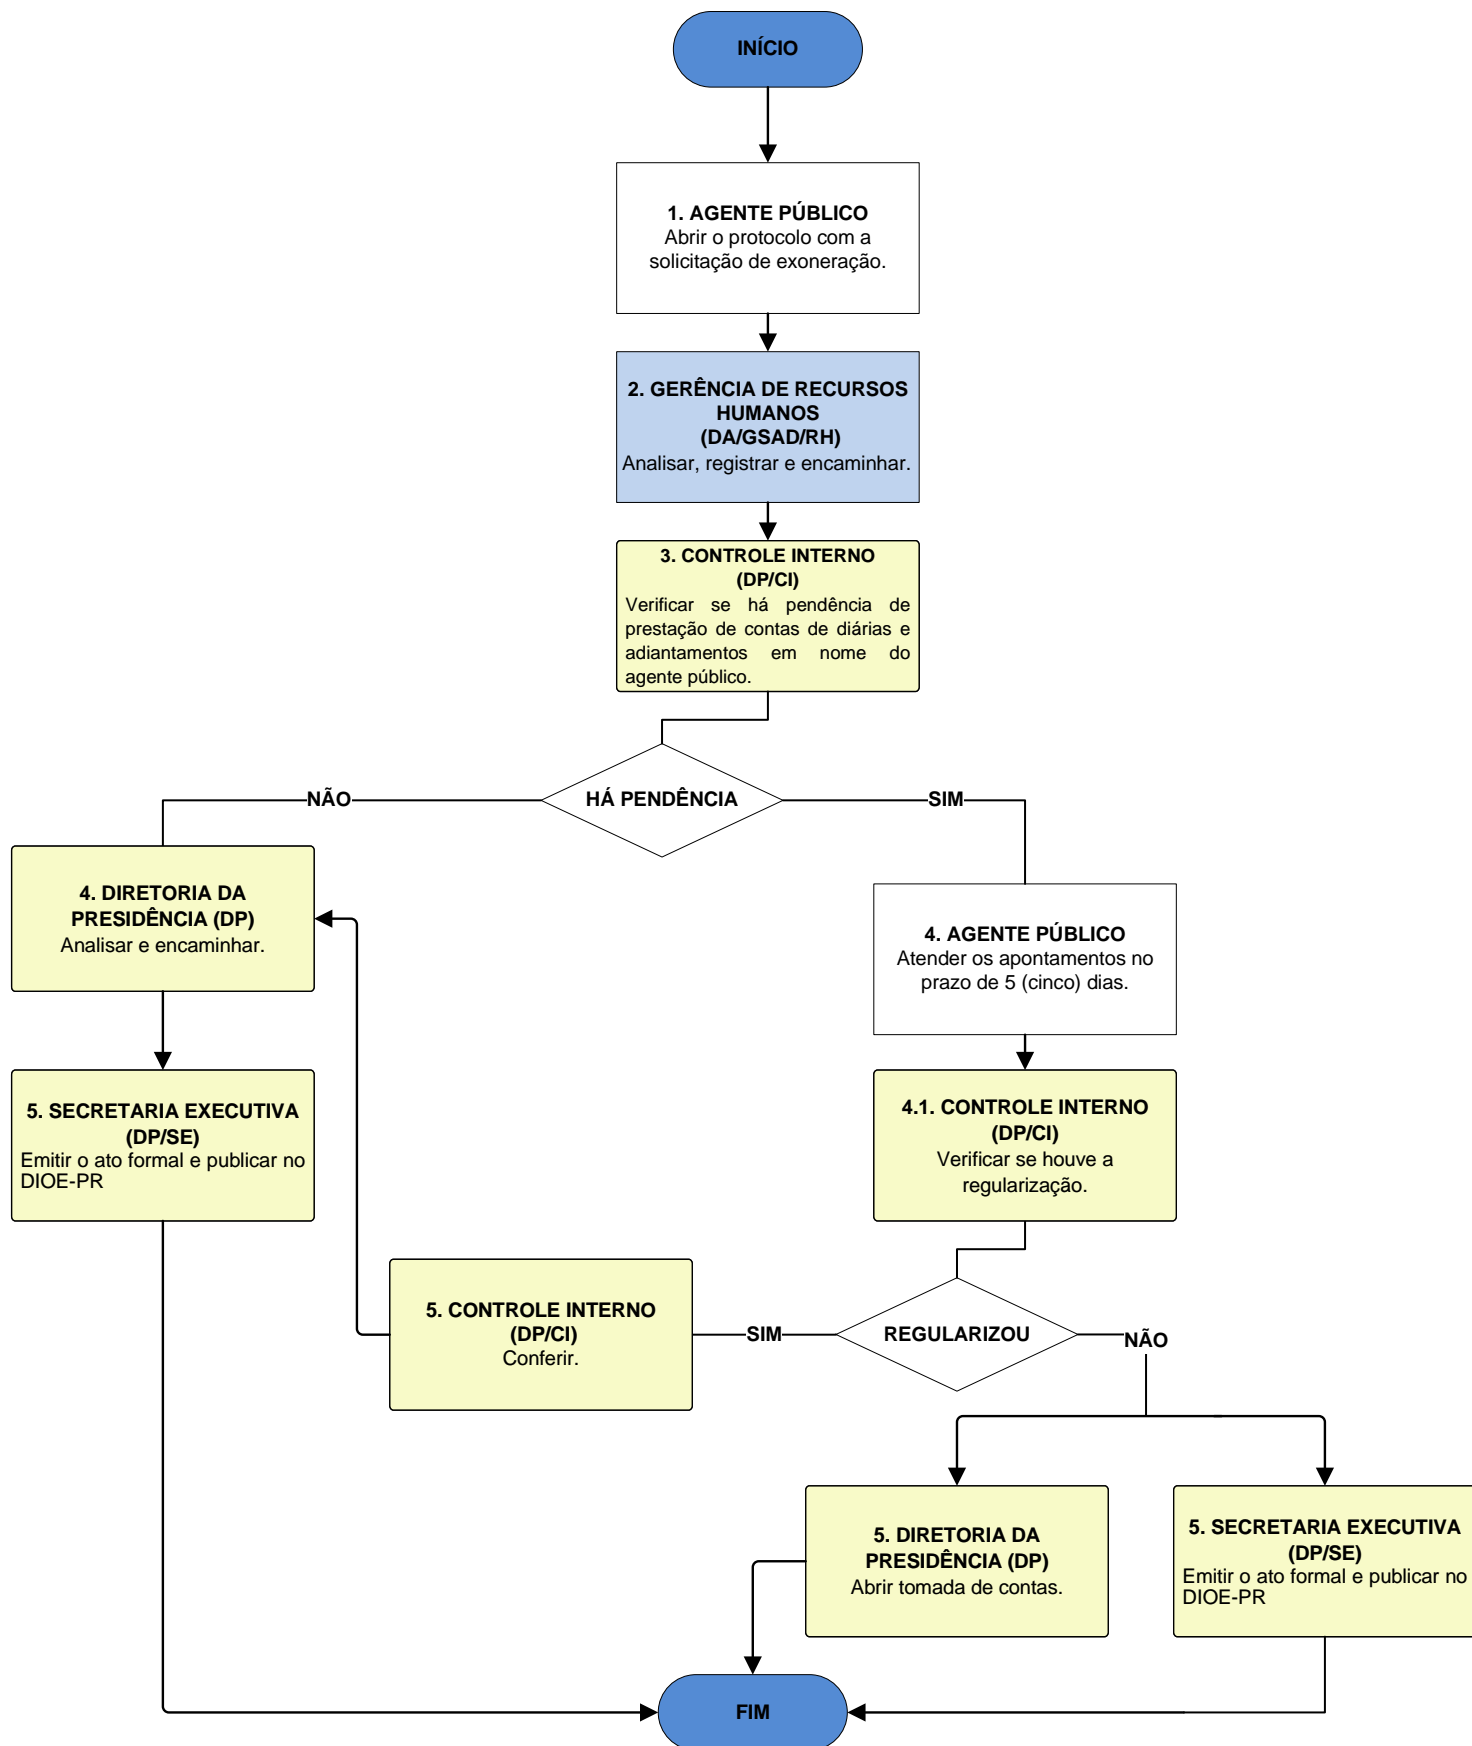 INÍCIO
1. AGENTE PÚBLICO
Abrir o protocolo com a
solicitação de exoneração.
2. GERÊNCIA DE RECURSOS
HUMANOS
(DA/GSAD/RH)
Analisar, registrar e encaminhar.
3. CONTROLE INTERNO
(DP/CI)
Verificar se há pendência de
prestação de contas de diárias e
adiantamentos em nome do
agente público.
HÁ PENDÊNCIA
NÃO
SIM
4. DIRETORIA DA
PRESIDÊNCIA (DP)
Analisar e encaminhar.
4. AGENTE PÚBLICO
Atender os apontamentos no
prazo de 5 (cinco) dias.
5. SECRETARIA EXECUTIVA
(DP/SE)
Emitir o ato formal e publicar no
DIOE-PR
4.1. CONTROLE INTERNO
(DP/CI)
Verificar se houve a
regularização.
5. CONTROLE INTERNO
(DP/CI)
Conferir.
SIM
REGULARIZOU
NÃO
5. DIRETORIA DA
PRESIDÊNCIA (DP)
Abrir tomada de contas.
5. SECRETARIA EXECUTIVA
(DP/SE)
Emitir o ato formal e publicar no
DIOE-PR
FIM